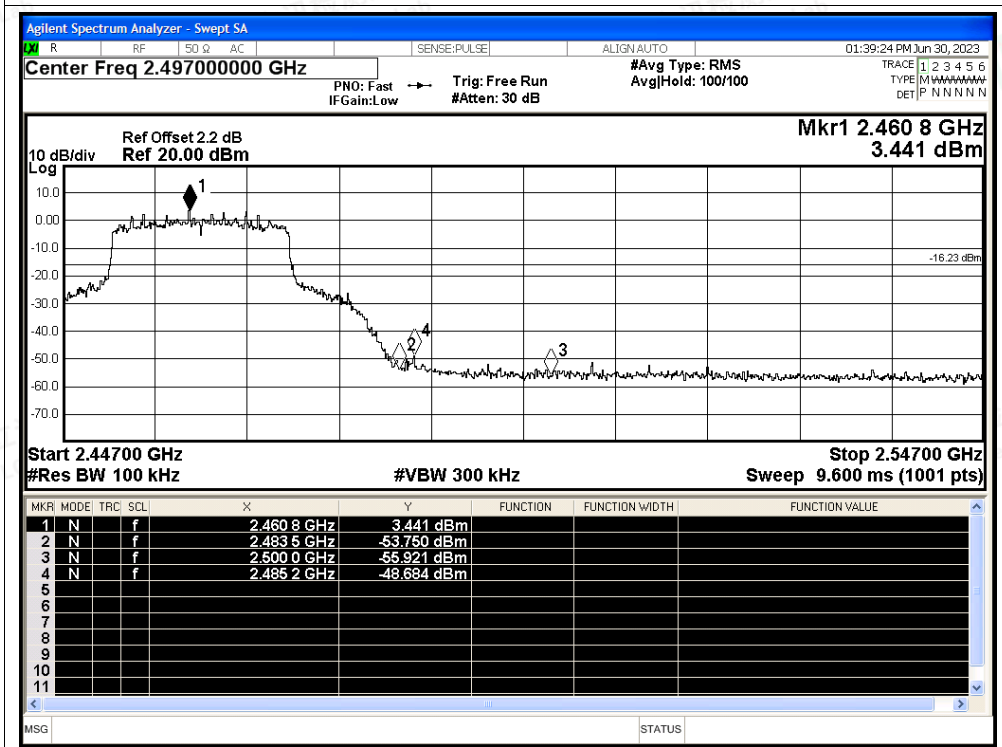 Agilent Spectrum Analyzer - Swept SA
LXI R RF 50 Ω AC SENSE:PULSE ALIGN AUTO 01:39:24 PM Jun 30, 2023
Center Freq 2.497000000 GHz
PNO: Fast
IFGain:Low
Trig: Free Run
#Atten: 30 dB
#Avg Type: RMS
Avg|Hold: 100/100
TRACE 1 2 3 4 5 6
TYPE M
DET P N N N N N
Ref Offset 2.2 dB
Ref 20.00 dBm
10 dB/div
Log
Mkr1 2.460 8 GHz
3.441 dBm
10.0
0.00
-10.0
-20.0
-30.0
-40.0
-50.0
-60.0
-70.0
1
2
4
3
-16.23 dBm
Start 2.44700 GHz Stop 2.54700 GHz
#Res BW 100 kHz #VBW 300 kHz Sweep 9.600 ms (1001 pts)
MKR MODE TRC SCL X Y FUNCTION FUNCTION WIDTH FUNCTION VALUE
1 N f 2.460 8 GHz 3.441 dBm
2 N f 2.483 5 GHz -53.750 dBm
3 N f 2.500 0 GHz -55.921 dBm
4 N f 2.485 2 GHz -48.684 dBm
5
6
7
8
9
10
11
MSG STATUS